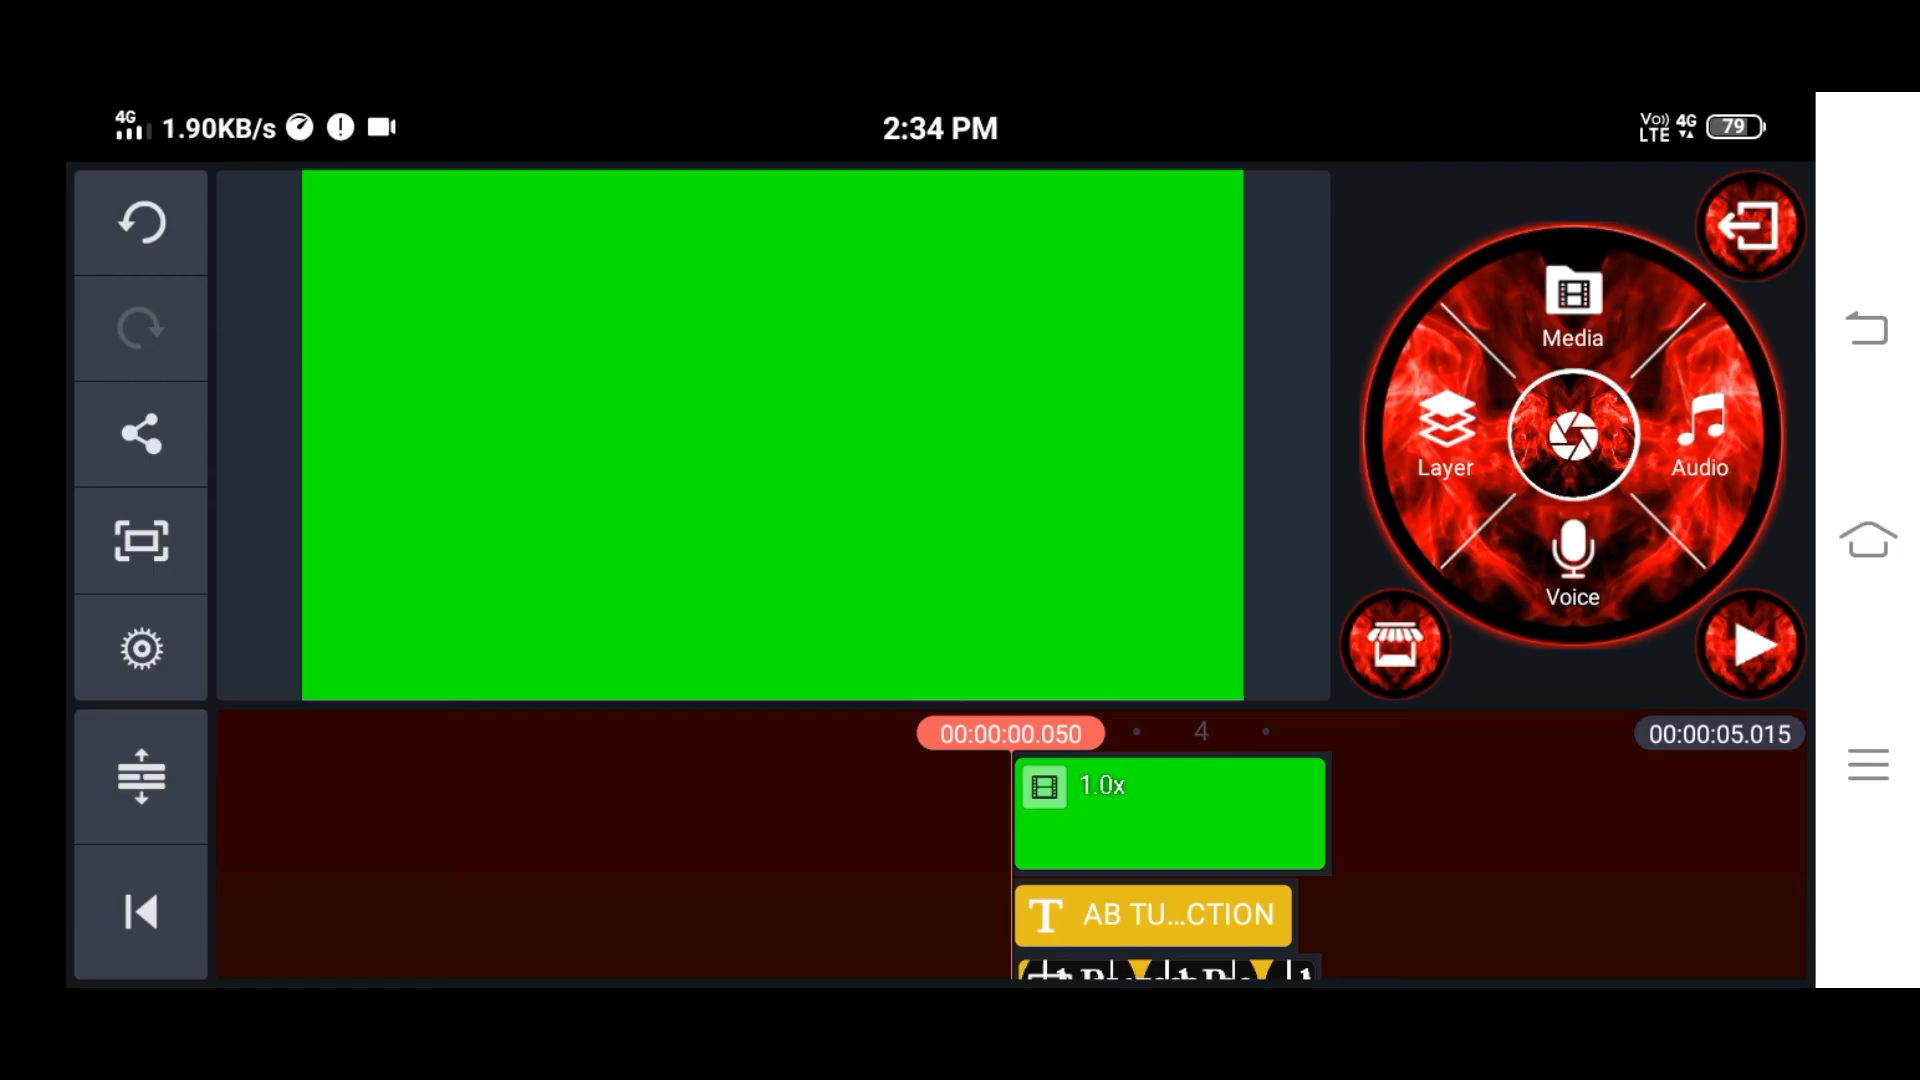 4G 1.90KB/s 2:34 PM Vo) LTE 4G 79
Media
Layer
Audio
Voice
00:00:00.050 4 00:00:05.015
1.0x
T AB TU...CTION